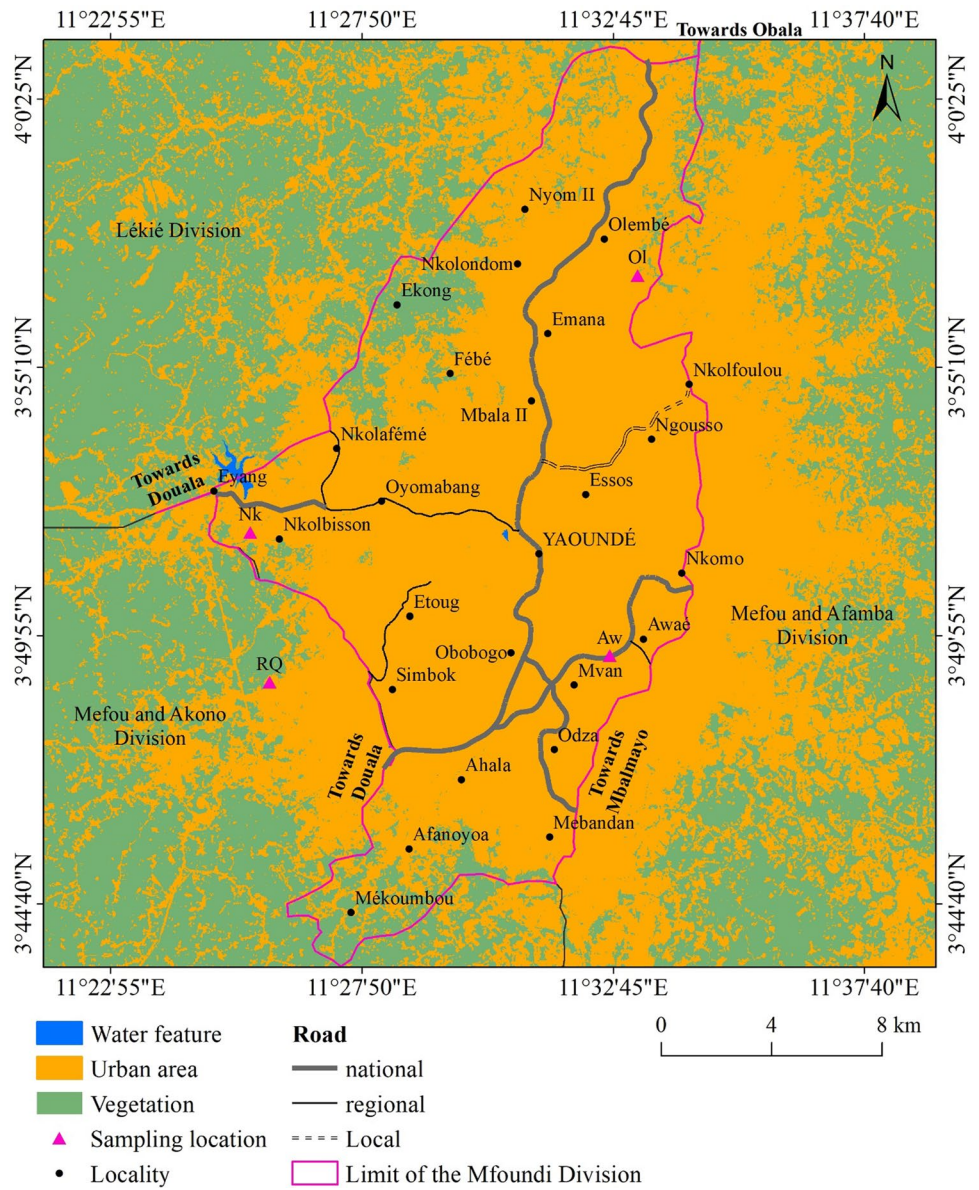 11°22'55"E 11°27'50"E 11°32'45"E 11°37'40"E
Towards Obala
N
4°0'25"N 4°0'25"N
Nyom II
Lékié Division
Olembé
Ol
Nkolondom
Ekong
Emana
3°55'10"N 3°55'10"N
Fébé
Nkolfoulou
Mbala II
Ngousso
Nkolafémé
Towards
Douala
Eyang
Essos
Oyomabang
Nk
Nkolbisson
YAOUNDÉ
Nkomo
Etoug
3°49'55"N 3°49'55"N
Mefou and Afamba
Division
Awaé
Aw
Obobogo
RQ
Simbok
Mvan
Mefou and Akono
Division
Odza
Towards
Douala
Towards
Mbalmayo
Ahala
Mebandan
Afanoyoa
Mékoumbou
3°44'40"N 3°44'40"N
11°22'55"E 11°27'50"E 11°32'45"E 11°37'40"E
Water feature
Urban area
Vegetation
Sampling location
Locality
Road
national
regional
Local
Limit of the Mfoundi Division
0 4 8 km